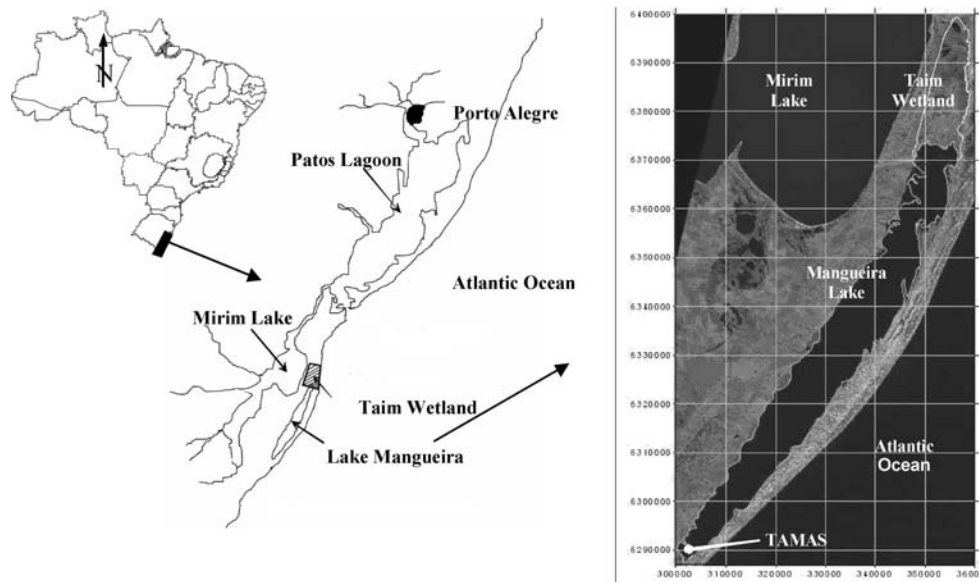 N
Porto Alegre
Patos Lagoon
Atlantic Ocean
Mirim Lake
Taim Wetland
Lake Mangueira
6400000
6390000
6380000
6370000
6360000
6350000
6340000
6330000
6320000
6310000
6300000
6290000
Mirim
Lake
Taim
Wetland
Mangueira
Lake
Atlantic
Ocean
TAMAS
300000
310000
320000
330000
340000
350000
3600